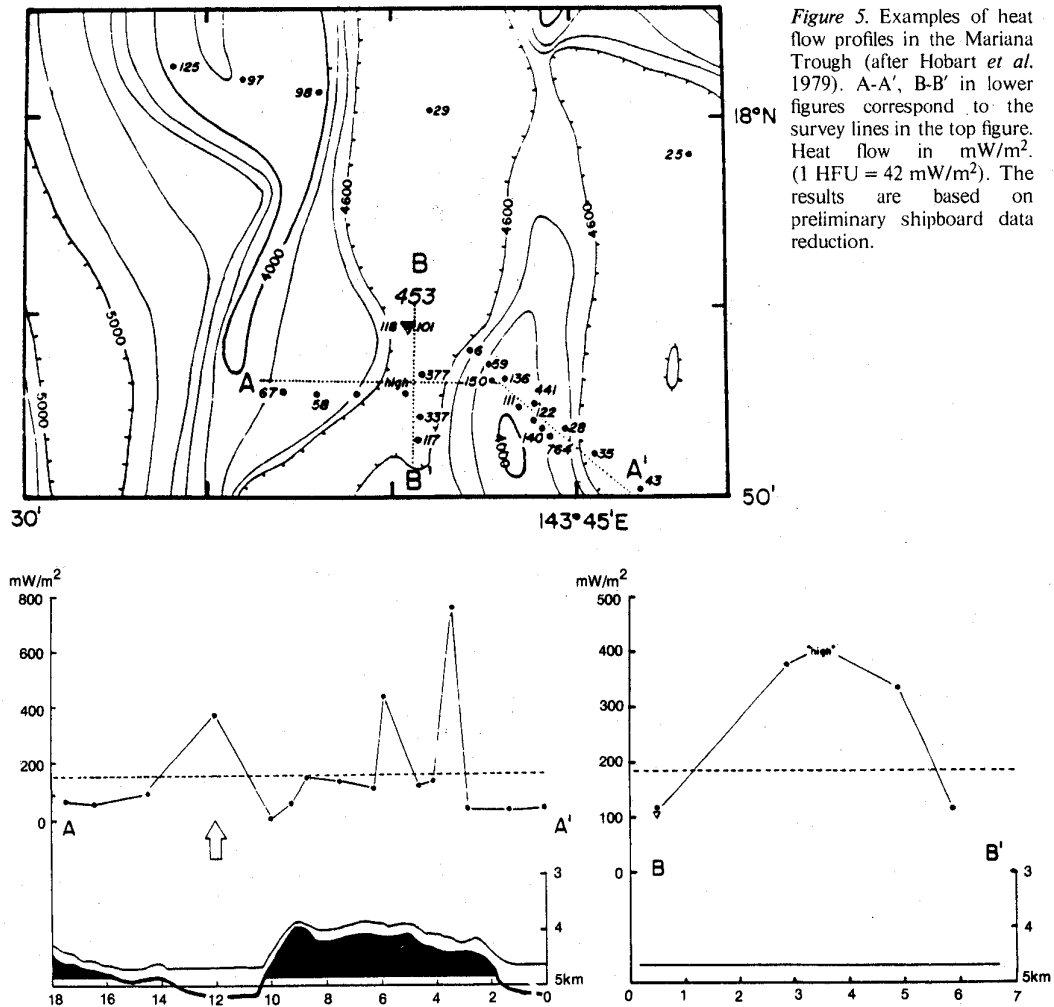 Figure 5. Examples of heat
flow profiles in the Mariana
Trough (after Hobart et al.
1979). A-A′, B-B′ in lower
figures correspond to the
survey lines in the top figure.
Heat flow in mW/m².
(1 HFU = 42 mW/m²). The
results are based on
preliminary shipboard data
reduction.
125
97
98
29
18°N
25
4600
4600
4600
4000
5000
B
453
118
101
6
59
377
A
high
150
136
67
58
441
111
122
337
28
140
117
764
4000
35
5000
B'
A'
43
50'
30'
143°45'E
mW/m²
800
600
400
200
0
A
A'
3
4
5km
18 16 14 12 10 8 6 4 2 0
mW/m²
500
400
300
200
100
0
"high"
B
B'
3
4
5km
0 1 2 3 4 5 6 7